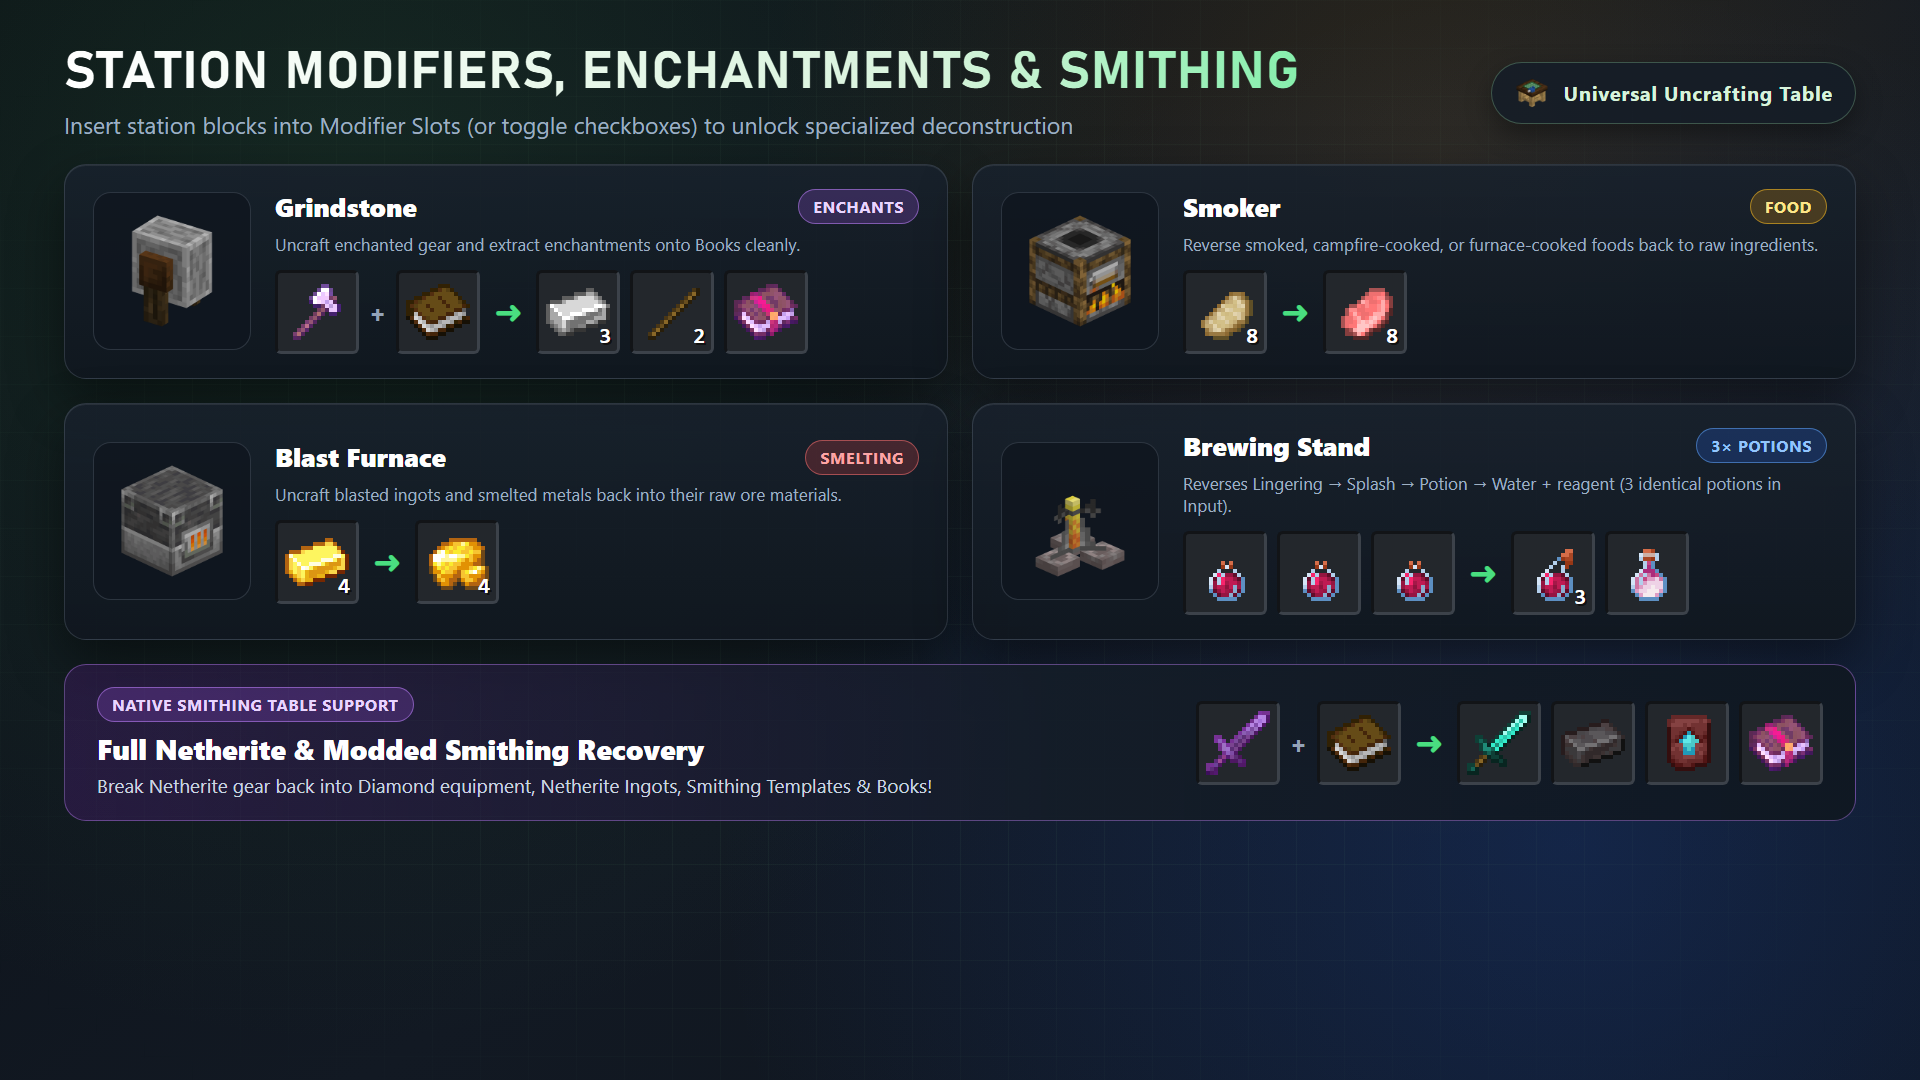 STATION MODIFIERS, ENCHANTMENTS & SMITHING
Insert station blocks into Modifier Slots (or toggle checkboxes) to unlock specialized deconstruction
Universal Uncrafting Table
Grindstone
ENCHANTS
Uncraft enchanted gear and extract enchantments onto Books cleanly.
+ ➜ 3 2
Smoker
FOOD
Reverse smoked, campfire-cooked, or furnace-cooked foods back to raw ingredients.
8 ➜ 8
Blast Furnace
SMELTING
Uncraft blasted ingots and smelted metals back into their raw ore materials.
4 ➜ 4
Brewing Stand
3× POTIONS
Reverses Lingering → Splash → Potion → Water + reagent (3 identical potions in
Input).
➜ 3
NATIVE SMITHING TABLE SUPPORT
Full Netherite & Modded Smithing Recovery
Break Netherite gear back into Diamond equipment, Netherite Ingots, Smithing Templates & Books!
+ ➜